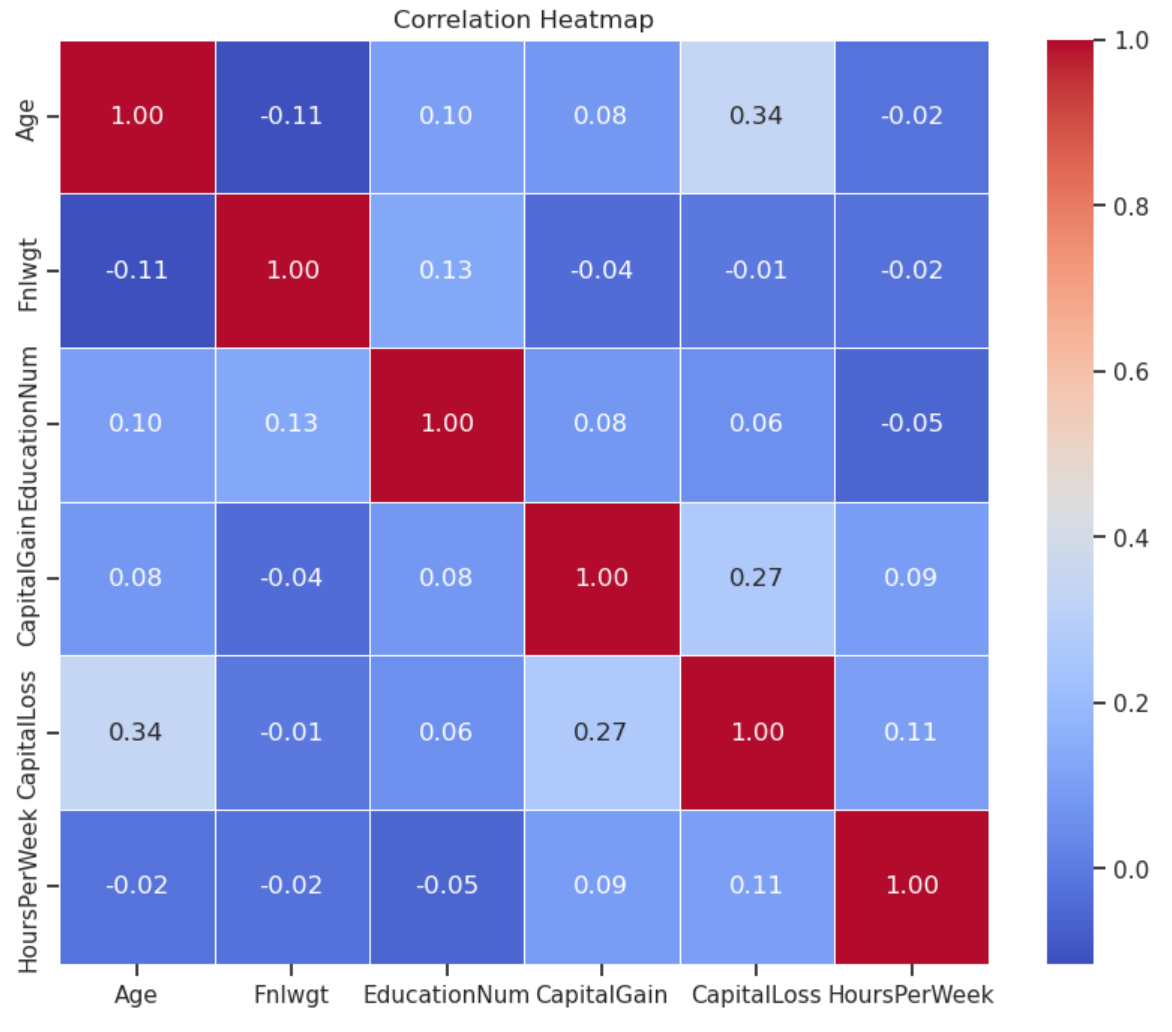 Correlation Heatmap
Age 1.00 -0.11 0.10 0.08 0.34 -0.02
Fnlwgt -0.11 1.00 0.13 -0.04 -0.01 -0.02
EducationNum 0.10 0.13 1.00 0.08 0.06 -0.05
CapitalGain 0.08 -0.04 0.08 1.00 0.27 0.09
CapitalLoss 0.34 -0.01 0.06 0.27 1.00 0.11
HoursPerWeek -0.02 -0.02 -0.05 0.09 0.11 1.00
Age Fnlwgt EducationNum CapitalGain CapitalLoss HoursPerWeek
1.0
0.8
0.6
0.4
0.2
0.0